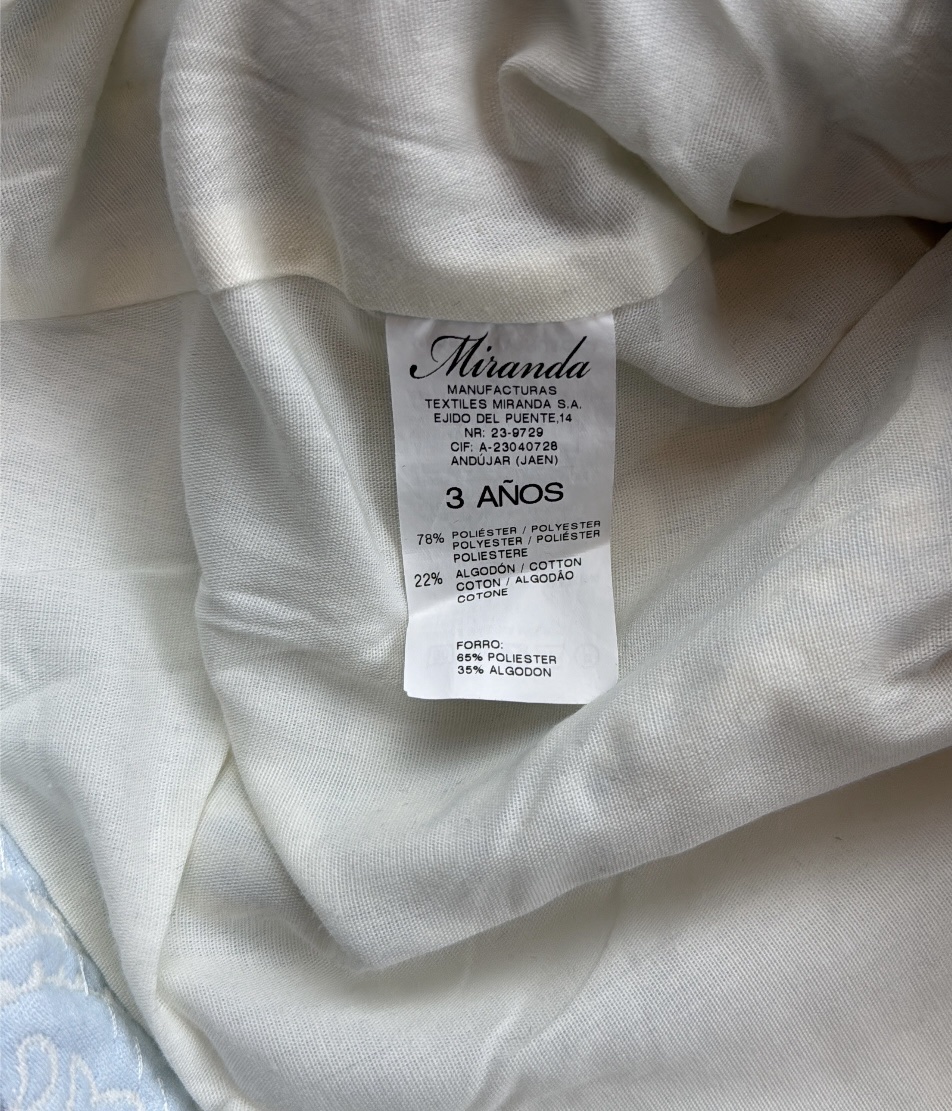 Miranda
MANUFACTURAS
TEXTILES MIRANDA S.A.
EJIDO DEL PUENTE,14
NR: 23-9729
CIF: A-23040728
ANDÚJAR (JAEN)
3 AÑOS
78% POLIÉSTER / POLYESTER
POLYESTER / POLIÉSTER
POLIESTERE
22% ALGODÓN / COTTON
COTON / ALGODÃO
COTONE
FORRO:
65% POLIESTER
35% ALGODON